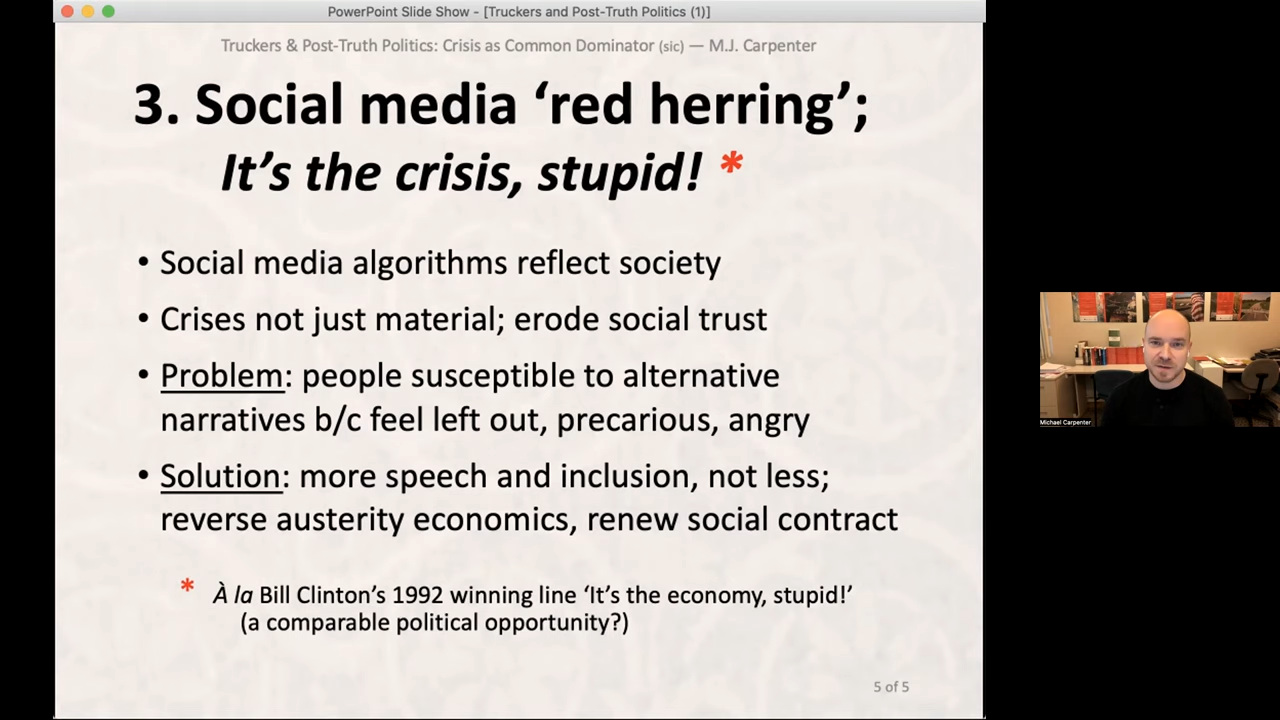 PowerPoint Slide Show - [Truckers and Post-Truth Politics (1)]
Truckers & Post-Truth Politics: Crisis as Common Dominator (sic) — M.J. Carpenter
3. Social media ‘red herring’;
It’s the crisis, stupid! *
• Social media algorithms reflect society
• Crises not just material; erode social trust
• Problem: people susceptible to alternative
narratives b/c feel left out, precarious, angry
• Solution: more speech and inclusion, not less;
reverse austerity economics, renew social contract
* À la Bill Clinton’s 1992 winning line ‘It’s the economy, stupid!’
(a comparable political opportunity?)
5 of 5
Michael Carpenter